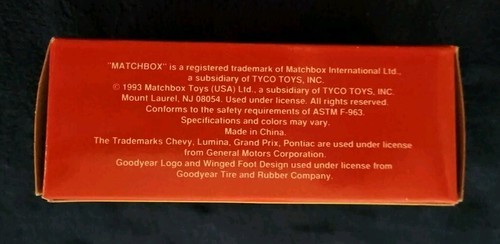 "MATCHBOX" is a registered trademark of Matchbox International Ltd.,
a subsidiary of TYCO TOYS, INC.
© 1993 Matchbox Toys (USA) Ltd., a subsidiary of TYCO TOYS, INC.
Mount Laurel, NJ 08054. Used under license. All rights reserved.
Conforms to the safety requirements of ASTM F-963.
Specifications and colors may vary.
Made in China.
The Trademarks Chevy, Lumina, Grand Prix, Pontiac are used under license
from General Motors Corporation.
Goodyear Logo and Winged Foot Design used under license from
Goodyear Tire and Rubber Company.